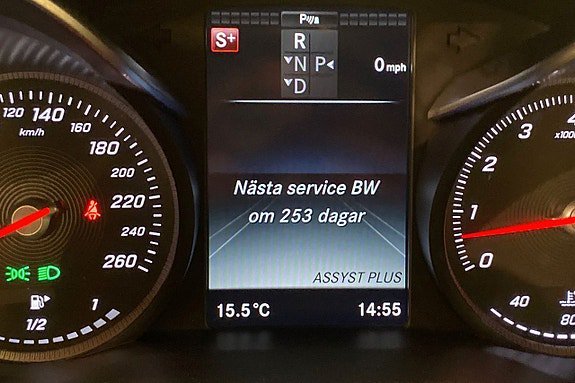 P
S+
R
N P
D
0 mph
120 140 160
km/h
180
200
220
240
260
1/2 1
Nästa service BW
om 253 dagar
ASSYST PLUS
15.5°C 14:55
4
x100
3
2
1
0
40
80